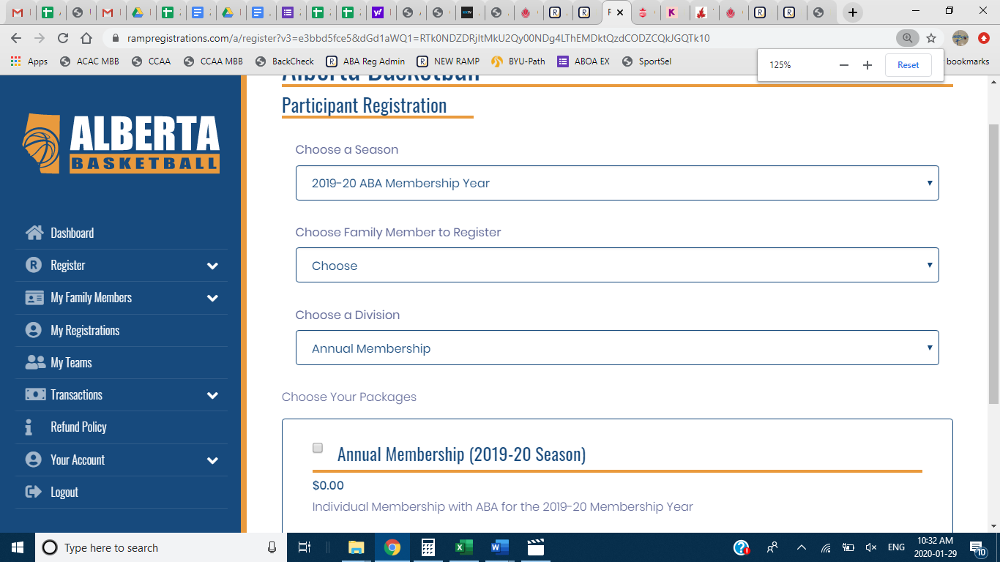 rampregistrations.com/a/register?v3=e3bbd5fce5&dGd1aWQ1=RTk0NDZDRjItMkU2Qy00NDg4LThEMDktQzdCODZCQkJGQTk10
Apps ACAC MBB CCAA CCAA MBB BackCheck ABA Reg Admin NEW RAMP BYU-Path ABOA EX SportSel bookmarks
125% Reset
Alberta Basketball
Participant Registration
ALBERTA
BASKETBALL
Choose a Season
2019-20 ABA Membership Year
Choose Family Member to Register
Choose
Choose a Division
Annual Membership
Choose Your Packages
Annual Membership (2019-20 Season)
$0.00
Individual Membership with ABA for the 2019-20 Membership Year
Dashboard
Register
My Family Members
My Registrations
My Teams
Transactions
Refund Policy
Your Account
Logout
Type here to search
ENG
10:32 AM
2020-01-29
10